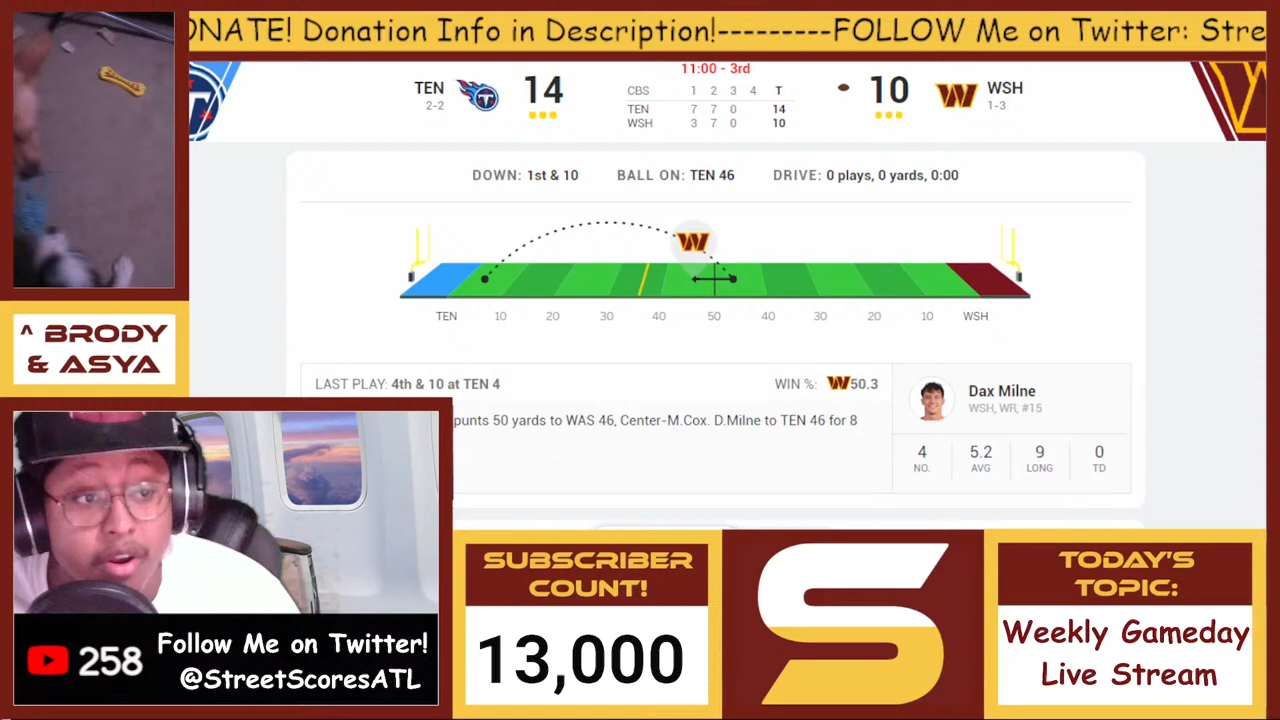 ONATE! Donation Info in Description!---------FOLLOW Me on Twitter: Stre
TEN
2-2
14
11:00 - 3rd
CBS 1 2 3 4 T
TEN 7 7 0 14
WSH 3 7 0 10
10
WSH
1-3
DOWN: 1st & 10 BALL ON: TEN 46 DRIVE: 0 plays, 0 yards, 0:00
TEN 10 20 30 40 50 40 30 20 10 WSH
LAST PLAY: 4th & 10 at TEN 4 WIN %: 50.3
punts 50 yards to WAS 46, Center-M.Cox. D.Milne to TEN 46 for 8
Dax Milne
WSH, WR, #15
4 5.2 9 0
NO. AVG LONG TD
^ BRODY
& ASYA
258
Follow Me on Twitter!
@StreetScoresATL
SUBSCRIBER
COUNT!
13,000
S
TODAY'S
TOPIC:
Weekly Gameday
Live Stream